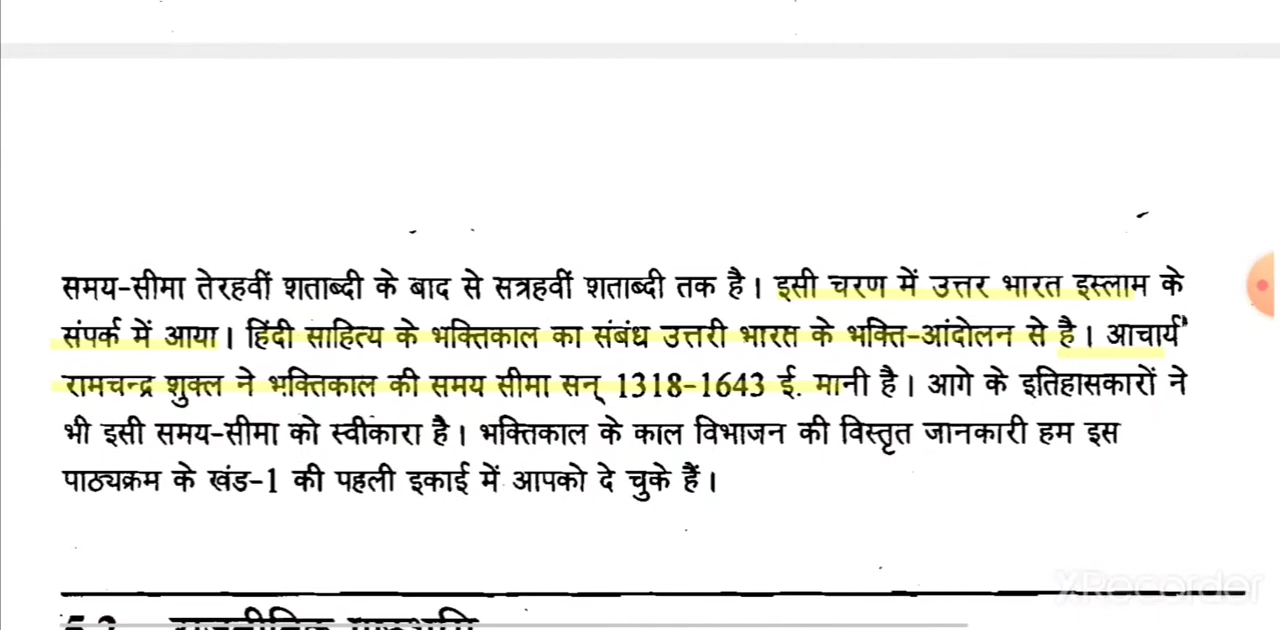 समय-सीमा तेरहवीं शताब्दी के बाद से सत्रहवीं शताब्दी तक है। इसी चरण में उत्तर भारत इस्लाम के
संपर्क में आया। हिंदी साहित्य के भक्तिकाल का संबंध उत्तरी भारत के भक्ति-आंदोलन से है। आचार्य
रामचन्द्र शुक्ल ने भक्तिकाल की समय सीमा सन् 1318-1643 ई. मानी है। आगे के इतिहासकारों ने
भी इसी समय-सीमा को स्वीकारा है। भक्तिकाल के काल विभाजन की विस्तृत जानकारी हम इस
पाठ्यक्रम के खंड-1 की पहली इकाई में आपको दे चुके हैं।
XRecorder